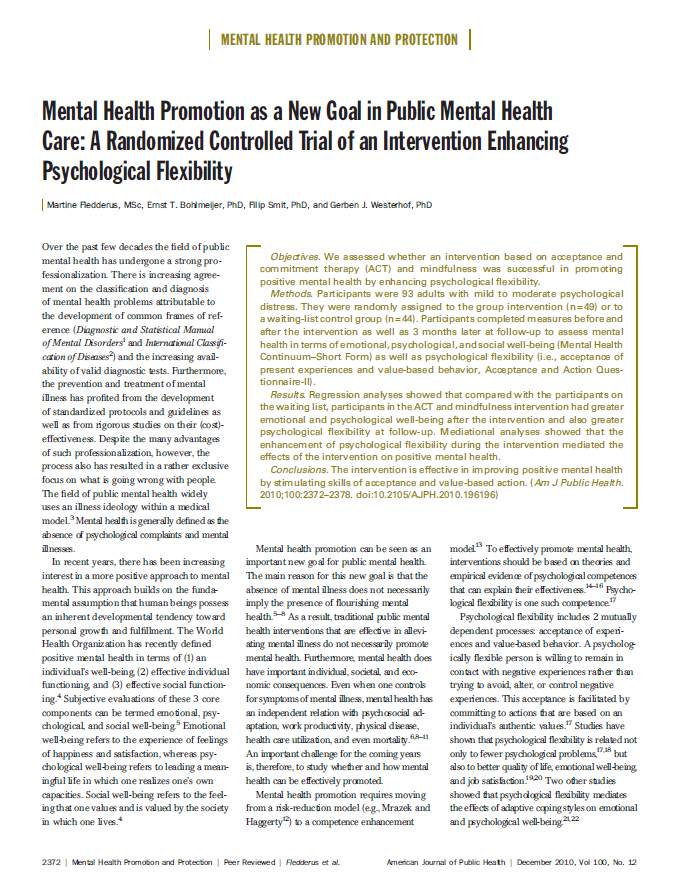 MENTAL HEALTH PROMOTION AND PROTECTION
Mental Health Promotion as a New Goal in Public Mental Health
Care: A Randomized Controlled Trial of an Intervention Enhancing
Psychological Flexibility
Martine Fledderus, MSc, Ernst T. Bohlmeijer, PhD, Filip Smit, PhD, and Gerben J. Westerhof, PhD
Over the past few decades the field of public
mental health has undergone a strong pro-
fessionalization. There is increasing agree-
ment on the classification and diagnosis
of mental health problems attributable to
the development of common frames of ref-
erence (Diagnostic and Statistical Manual
of Mental Disorders1 and International Classifi-
cation of Diseases2) and the increasing avail-
ability of valid diagnostic tests. Furthermore,
the prevention and treatment of mental
illness has profited from the development
of standardized protocols and guidelines as
well as from rigorous studies on their (cost)-
effectiveness. Despite the many advantages
of such professionalization, however, the
process also has resulted in a rather exclusive
focus on what is going wrong with people.
The field of public mental health widely
uses an illness ideology within a medical
model.3 Mental health is generally defined as the
absence of psychological complaints and mental
illnesses.
In recent years, there has been increasing
interest in a more positive approach to mental
health. This approach builds on the funda-
mental assumption that human beings possess
an inherent developmental tendency toward
personal growth and fulfillment. The World
Health Organization has recently defined
positive mental health in terms of (1) an
individual's well-being, (2) effective individual
functioning, and (3) effective social function-
ing.4 Subjective evaluations of these 3 core
components can be termed emotional, psy-
chological, and social well-being.5 Emotional
well-being refers to the experience of feelings
of happiness and satisfaction, whereas psy-
chological well-being refers to leading a mean-
ingful life in which one realizes one's own
capacities. Social well-being refers to the feel-
ing that one values and is valued by the society
in which one lives.4
Objectives. We assessed whether an intervention based on acceptance and
commitment therapy (ACT) and mindfulness was successful in promoting
positive mental health by enhancing psychological flexibility.
Methods. Participants were 93 adults with mild to moderate psychological
distress. They were randomly assigned to the group intervention (n=49) or to
a waiting-list control group (n=44). Participants completed measures before and
after the intervention as well as 3 months later at follow-up to assess mental
health in terms of emotional, psychological, and social well-being (Mental Health
Continuum–Short Form) as well as psychological flexibility (i.e., acceptance of
present experiences and value-based behavior, Acceptance and Action Ques-
tionnaire-II).
Results. Regression analyses showed that compared with the participants on
the waiting list, participants in the ACT and mindfulness intervention had greater
emotional and psychological well-being after the intervention and also greater
psychological flexibility at follow-up. Mediational analyses showed that the
enhancement of psychological flexibility during the intervention mediated the
effects of the intervention on positive mental health.
Conclusions. The intervention is effective in improving positive mental health
by stimulating skills of acceptance and value-based action. (Am J Public Health.
2010;100:2372–2378. doi:10.2105/AJPH.2010.196196)
Mental health promotion can be seen as an
important new goal for public mental health.
The main reason for this new goal is that the
absence of mental illness does not necessarily
imply the presence of flourishing mental
health.5–8 As a result, traditional public mental
health interventions that are effective in allevi-
ating mental illness do not necessarily promote
mental health. Furthermore, mental health does
have important individual, societal, and eco-
nomic consequences. Even when one controls
for symptoms of mental illness, mental health has
an independent relation with psychosocial ad-
aptation, work productivity, physical disease,
health care utilization, and even mortality.6,8–11
An important challenge for the coming years
is, therefore, to study whether and how mental
health can be effectively promoted.
Mental health promotion requires moving
from a risk-reduction model (e.g., Mrazek and
Haggerty12) to a competence enhancement
model.13 To effectively promote mental health,
interventions should be based on theories and
empirical evidence of psychological competences
that can explain their effectiveness.14–16 Psycho-
logical flexibility is one such competence.17
Psychological flexibility includes 2 mutually
dependent processes: acceptance of experi-
ences and value-based behavior. A psycholog-
ically flexible person is willing to remain in
contact with negative experiences rather than
trying to avoid, alter, or control negative
experiences. This acceptance is facilitated by
committing to actions that are based on an
individual's authentic values.17 Studies have
shown that psychological flexibility is related not
only to fewer psychological problems,17,18 but
also to better quality of life, emotional well-being,
and job satisfaction.19,20 Two other studies
showed that psychological flexibility mediates
the effects of adaptive coping styles on emotional
and psychological well-being.21,22
2372 | Mental Health Promotion and Protection | Peer Reviewed | Fledderus et al.
American Journal of Public Health | December 2010, Vol 100, No. 12